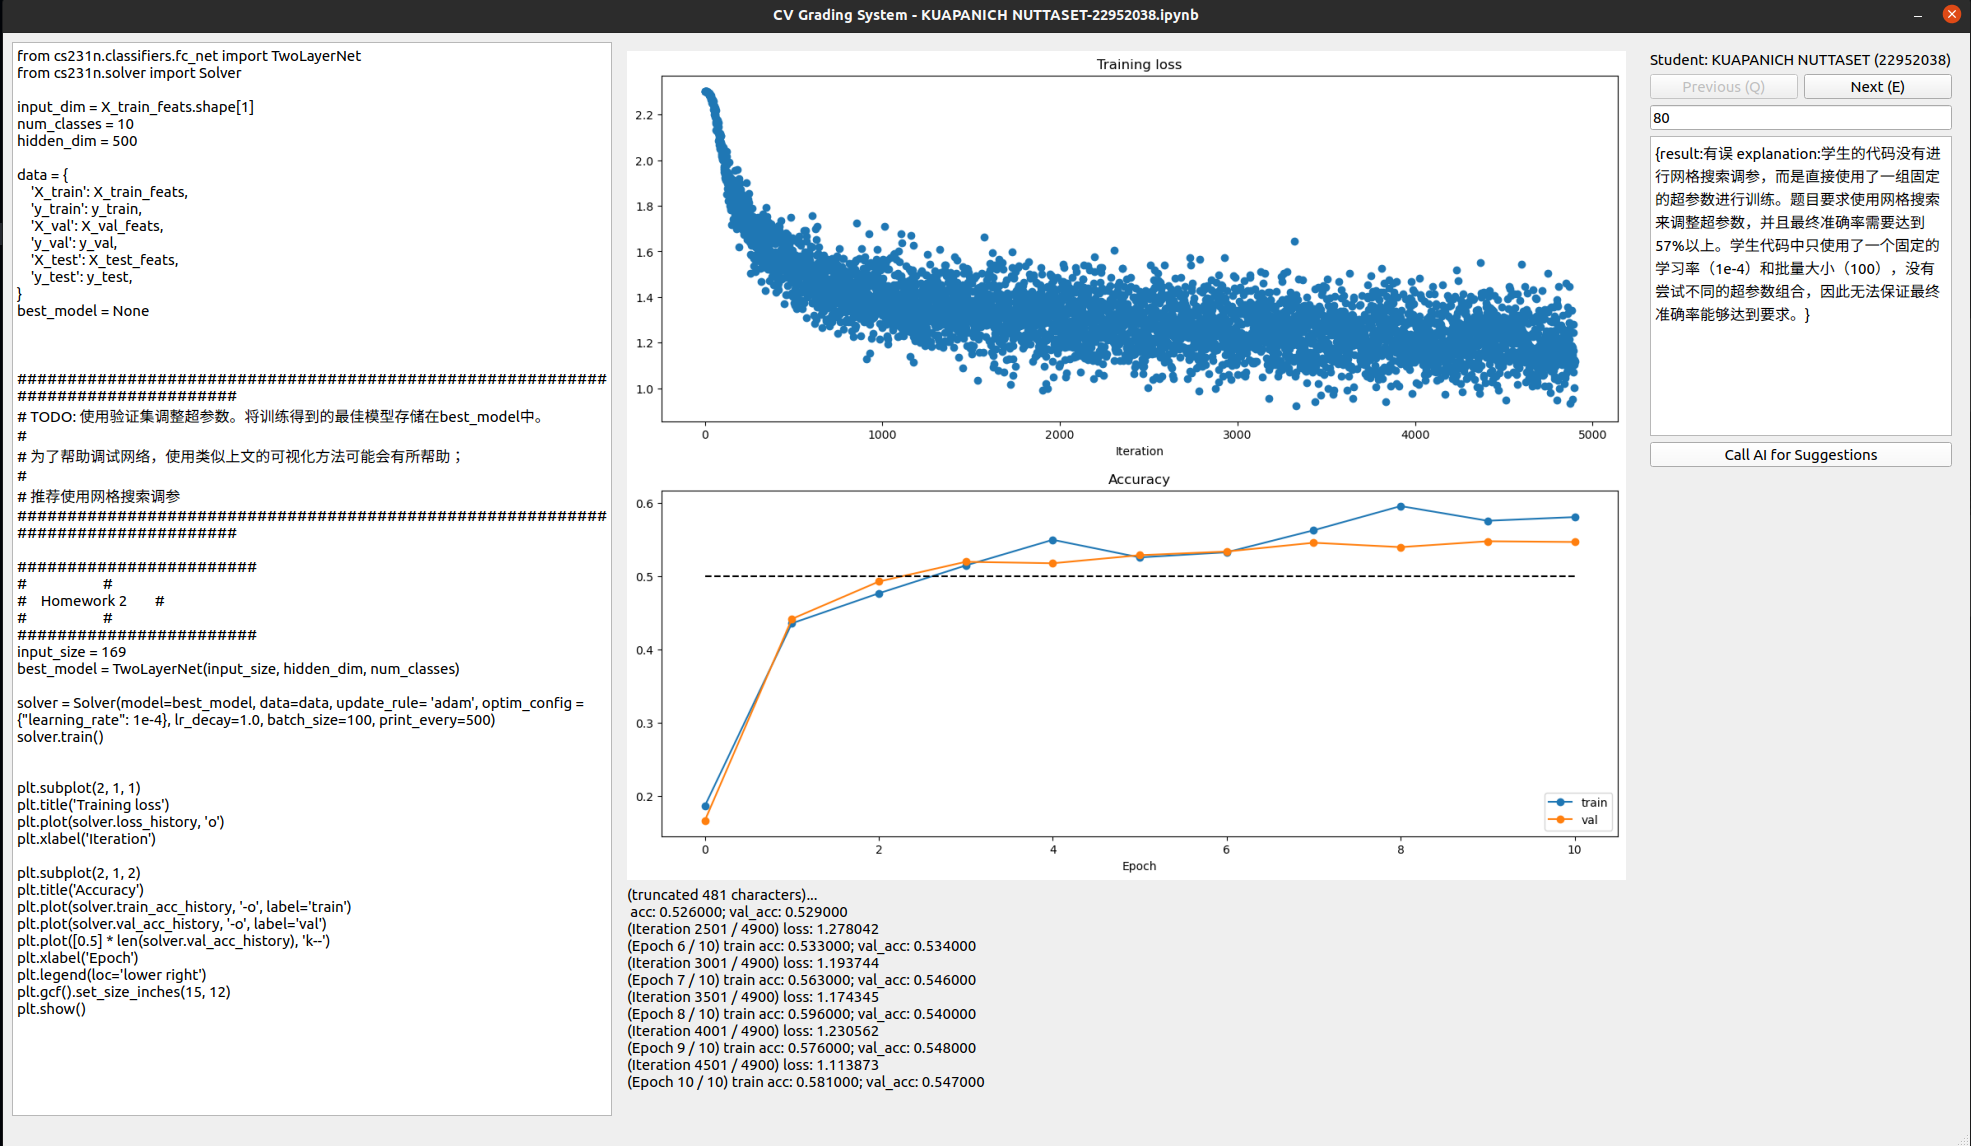 CV Grading System - KUAPANICH NUTTASET-22952038.ipynb
from cs231n.classifiers.fc_net import TwoLayerNet
from cs231n.solver import Solver
input_dim = X_train_feats.shape[1]
num_classes = 10
hidden_dim = 500
data = {
'X_train': X_train_feats,
'y_train': y_train,
'X_val': X_val_feats,
'y_val': y_val,
'X_test': X_test_feats,
'y_test': y_test,
}
best_model = None
###########################################################
######################
# TODO: 使用验证集调整超参数。将训练得到的最佳模型存储在best_model中。
#
# 为了帮助调试网络，使用类似上文的可视化方法可能会有所帮助；
#
# 推荐使用网格搜索调参
###########################################################
######################
########################
# #
# Homework 2 #
# #
########################
input_size = 169
best_model = TwoLayerNet(input_size, hidden_dim, num_classes)
solver = Solver(model=best_model, data=data, update_rule= 'adam', optim_config =
{"learning_rate": 1e-4}, lr_decay=1.0, batch_size=100, print_every=500)
solver.train()
plt.subplot(2, 1, 1)
plt.title('Training loss')
plt.plot(solver.loss_history, 'o')
plt.xlabel('Iteration')
plt.subplot(2, 1, 2)
plt.title('Accuracy')
plt.plot(solver.train_acc_history, '-o', label='train')
plt.plot(solver.val_acc_history, '-o', label='val')
plt.plot([0.5] * len(solver.val_acc_history), 'k--')
plt.xlabel('Epoch')
plt.legend(loc='lower right')
plt.gcf().set_size_inches(15, 12)
plt.show()
Training loss
2.2
2.0
1.8
1.6
1.4
1.2
1.0
0 1000 2000 3000 4000 5000
Iteration
Accuracy
0.6
0.5
0.4
0.3
0.2
train
val
0 2 4 6 8 10
Epoch
(truncated 481 characters)...
acc: 0.526000; val_acc: 0.529000
(Iteration 2501 / 4900) loss: 1.278042
(Epoch 6 / 10) train acc: 0.533000; val_acc: 0.534000
(Iteration 3001 / 4900) loss: 1.193744
(Epoch 7 / 10) train acc: 0.563000; val_acc: 0.546000
(Iteration 3501 / 4900) loss: 1.174345
(Epoch 8 / 10) train acc: 0.596000; val_acc: 0.540000
(Iteration 4001 / 4900) loss: 1.230562
(Epoch 9 / 10) train acc: 0.576000; val_acc: 0.548000
(Iteration 4501 / 4900) loss: 1.113873
(Epoch 10 / 10) train acc: 0.581000; val_acc: 0.547000
Student: KUAPANICH NUTTASET (22952038)
Previous (Q) Next (E)
80
{result:有误 explanation:学生的代码没有进
行网格搜索调参，而是直接使用了一组固定
的超参数进行训练。题目要求使用网格搜索
来调整超参数，并且最终准确率需要达到
57%以上。学生代码中只使用了一个固定的
学习率（1e-4）和批量大小（100），没有
尝试不同的超参数组合，因此无法保证最终
准确率能够达到要求。}
Call AI for Suggestions